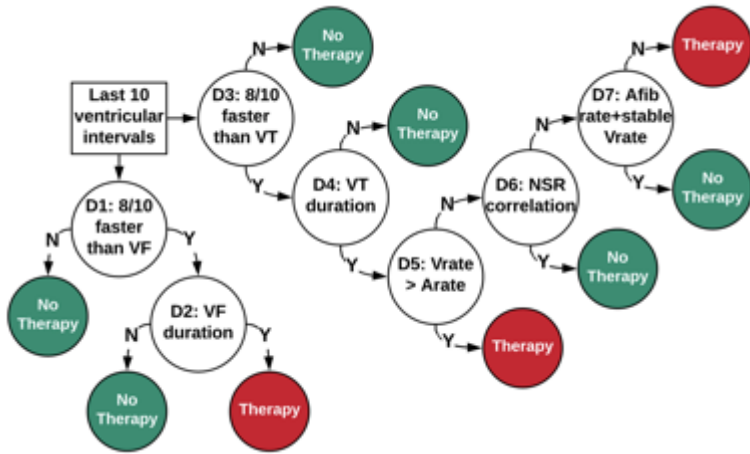 Last 10
ventricular
intervals
D3: 8/10
faster
than VT
N
No
Therapy
Y
D4: VT
duration
N
No
Therapy
Y
D5: Vrate
> Arate
N
D6: NSR
correlation
N
D7: Afib
rate+stable
Vrate
N
Therapy
Y
No
Therapy
Y
No
Therapy
Y
Therapy
D1: 8/10
faster
than VF
N
No
Therapy
Y
D2: VF
duration
N
No
Therapy
Y
Therapy